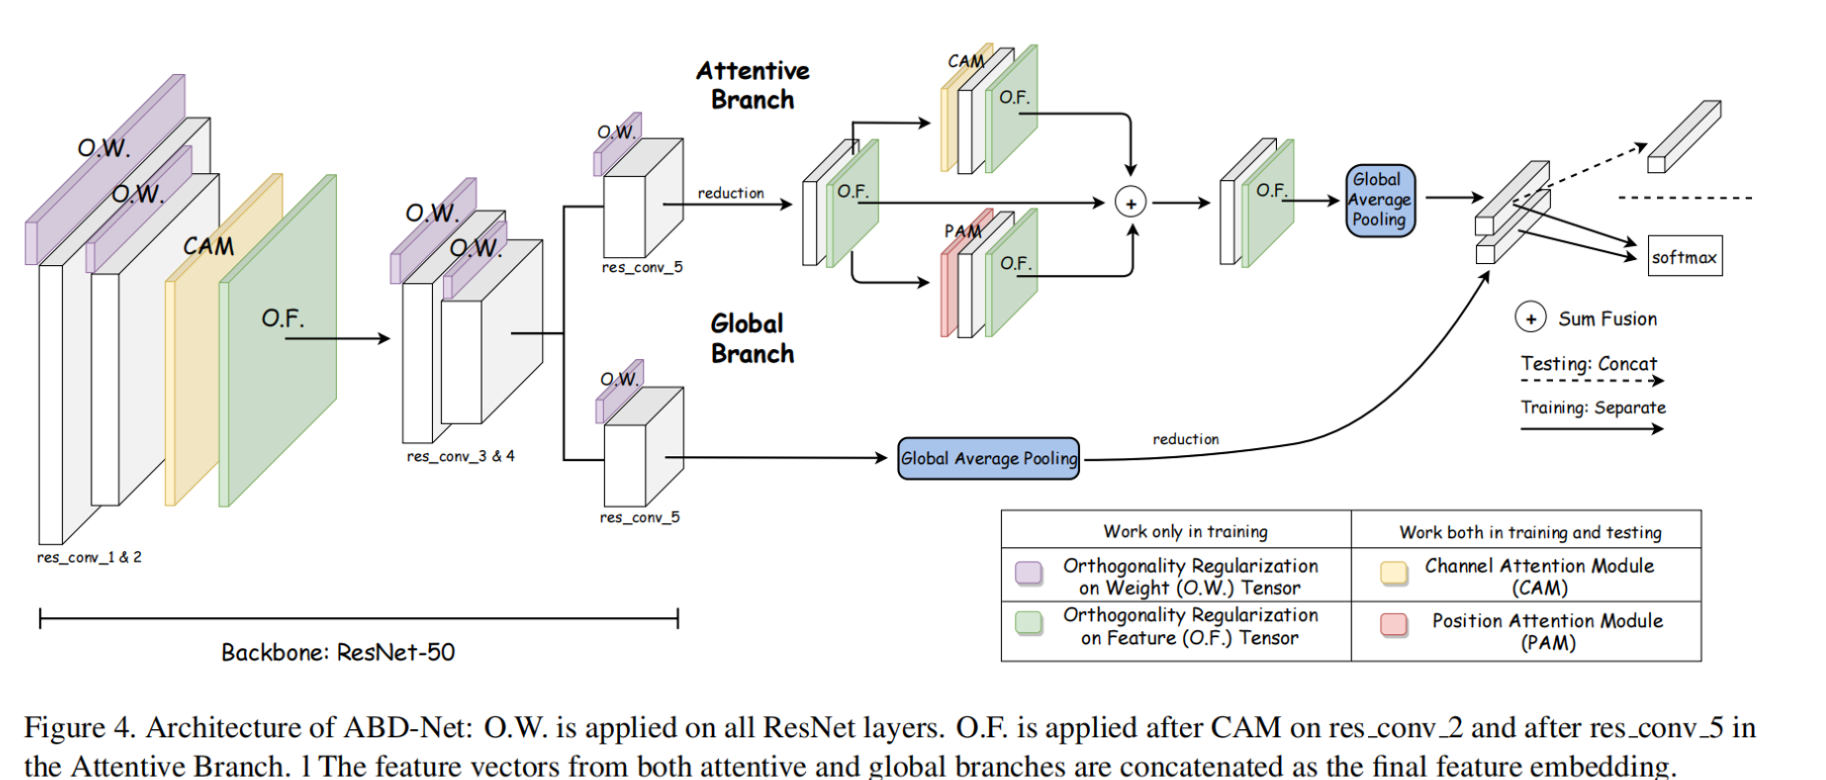 O.W.
O.W.
CAM
O.F.
res_conv_1 & 2
O.W.
O.W.
res_conv_3 & 4
Backbone: ResNet-50
O.W.
res_conv_5
O.W.
res_conv_5
Attentive
Branch
Global
Branch
reduction
O.F.
CAM
O.F.
PAM
O.F.
+
O.F.
Global
Average
Pooling
Global Average Pooling
reduction
softmax
+ Sum Fusion
Testing: Concat
Training: Separate
Work only in training
Work both in training and testing
Orthogonality Regularization
on Weight (O.W.) Tensor
Channel Attention Module
(CAM)
Orthogonality Regularization
on Feature (O.F.) Tensor
Position Attention Module
(PAM)
Figure 4. Architecture of ABD-Net: O.W. is applied on all ResNet layers. O.F. is applied after CAM on res_conv_2 and after res_conv_5 in
the Attentive Branch. l The feature vectors from both attentive and global branches are concatenated as the final feature embedding.